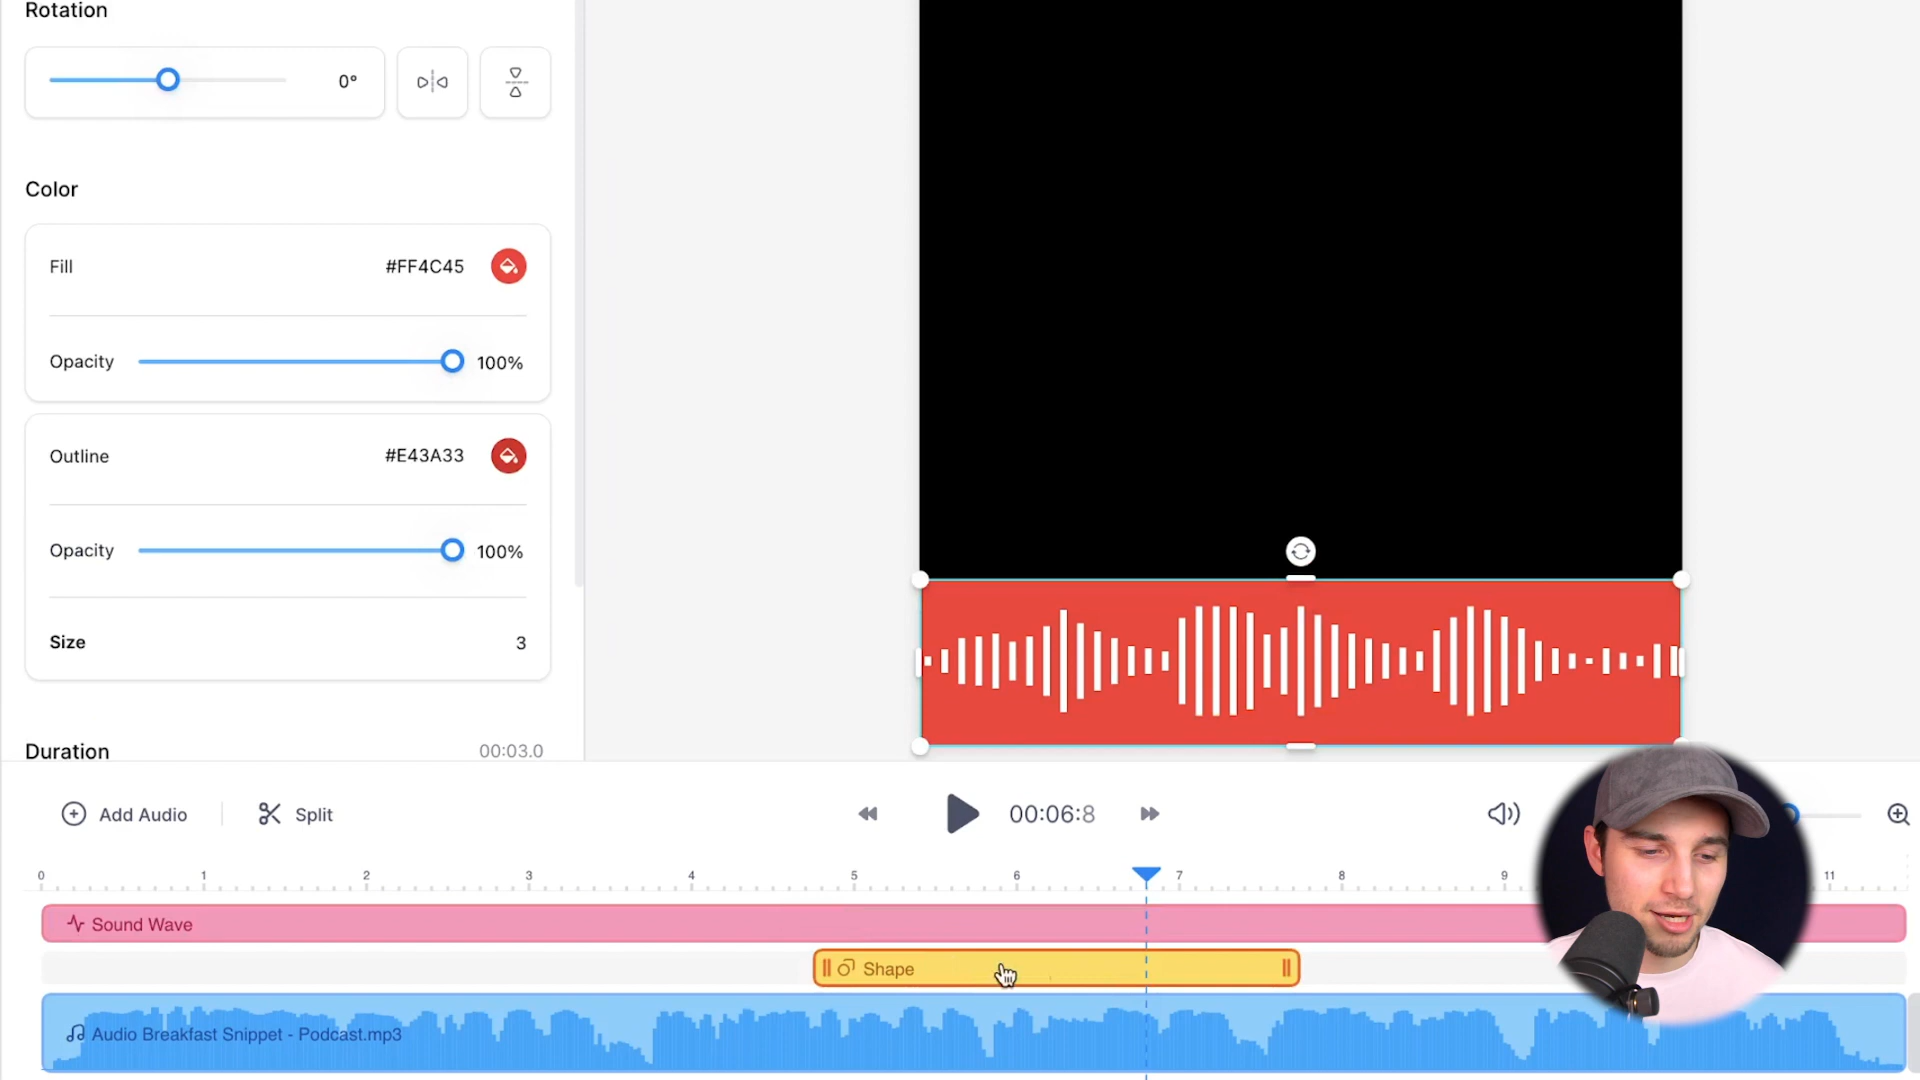 Rotation
0°
Color
Fill #FF4C45
Opacity 100%
Outline #E43A33
Opacity 100%
Size 3
Duration 00:03.0
Add Audio Split 00:06:8
0 1 2 3 4 5 6 7 8 9 11
Sound Wave
Shape
Audio Breakfast Snippet - Podcast.mp3